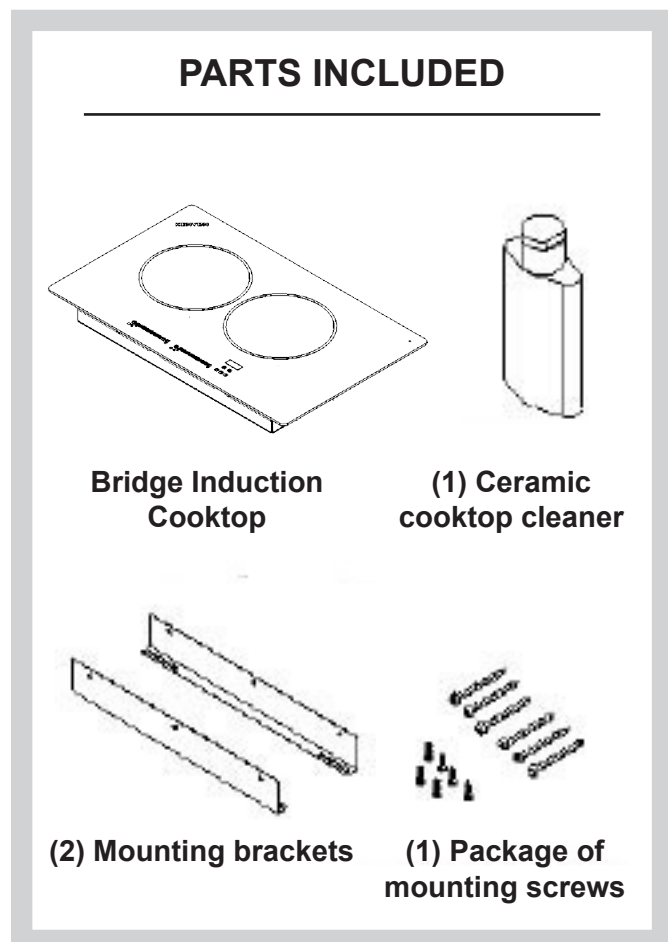 PARTS INCLUDED
Bridge Induction
Cooktop
(1) Ceramic
cooktop cleaner
(2) Mounting brackets
(1) Package of
mounting screws